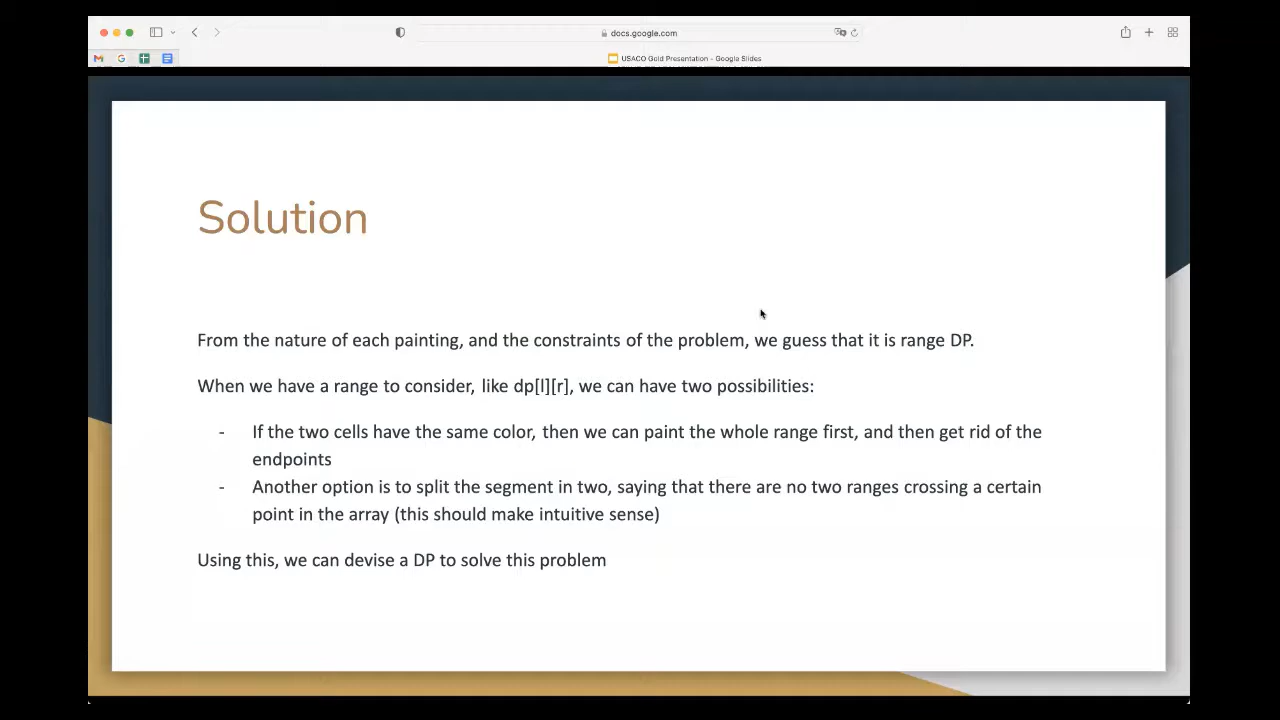 docs.google.com
USACO Gold Presentation - Google Slides
Solution
From the nature of each painting, and the constraints of the problem, we guess that it is range DP.
When we have a range to consider, like dp[l][r], we can have two possibilities:
- If the two cells have the same color, then we can paint the whole range first, and then get rid of the
endpoints
- Another option is to split the segment in two, saying that there are no two ranges crossing a certain
point in the array (this should make intuitive sense)
Using this, we can devise a DP to solve this problem